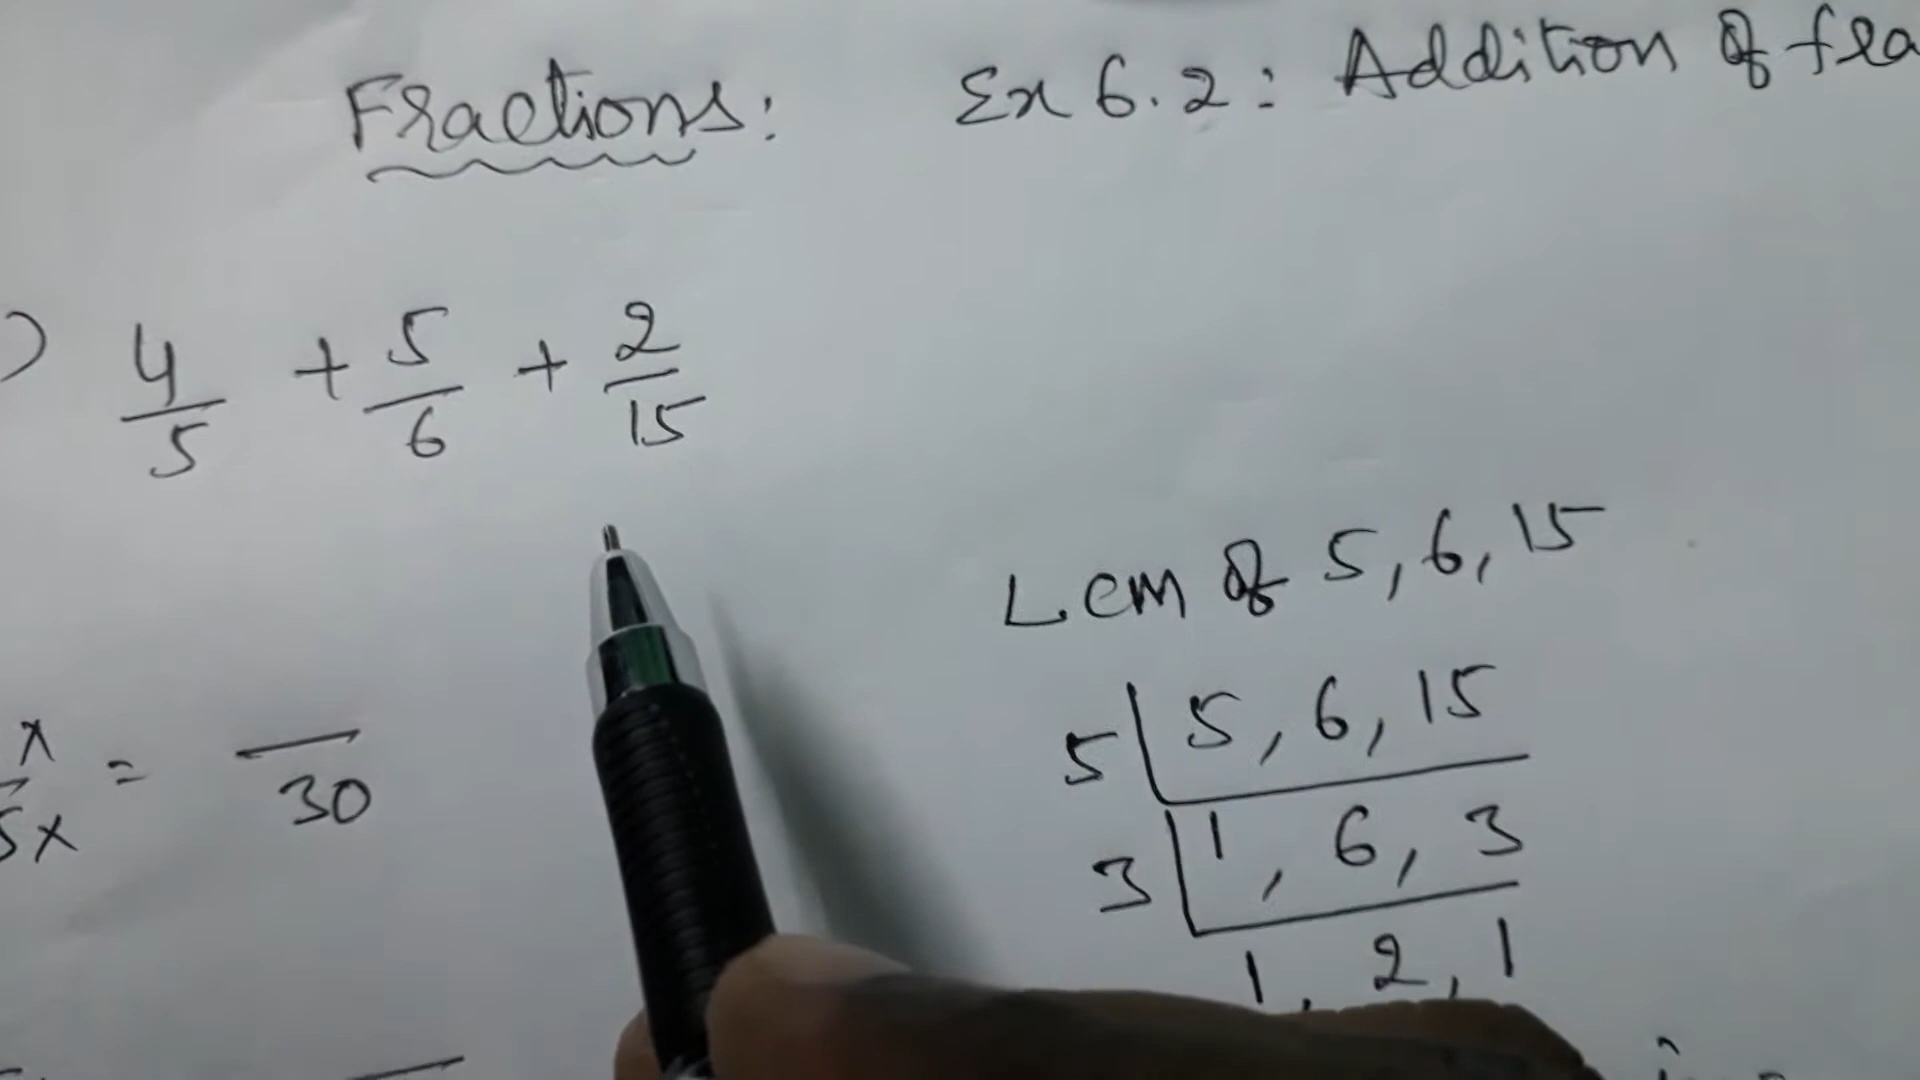 Fractions: Ex 6.2: Addition of fra
) 4/5 + 5/6 + 2/15
Lcm of 5, 6, 15
5 | 5, 6, 15
x/5x = /30
3 | 1, 6, 3
1, 2, 1